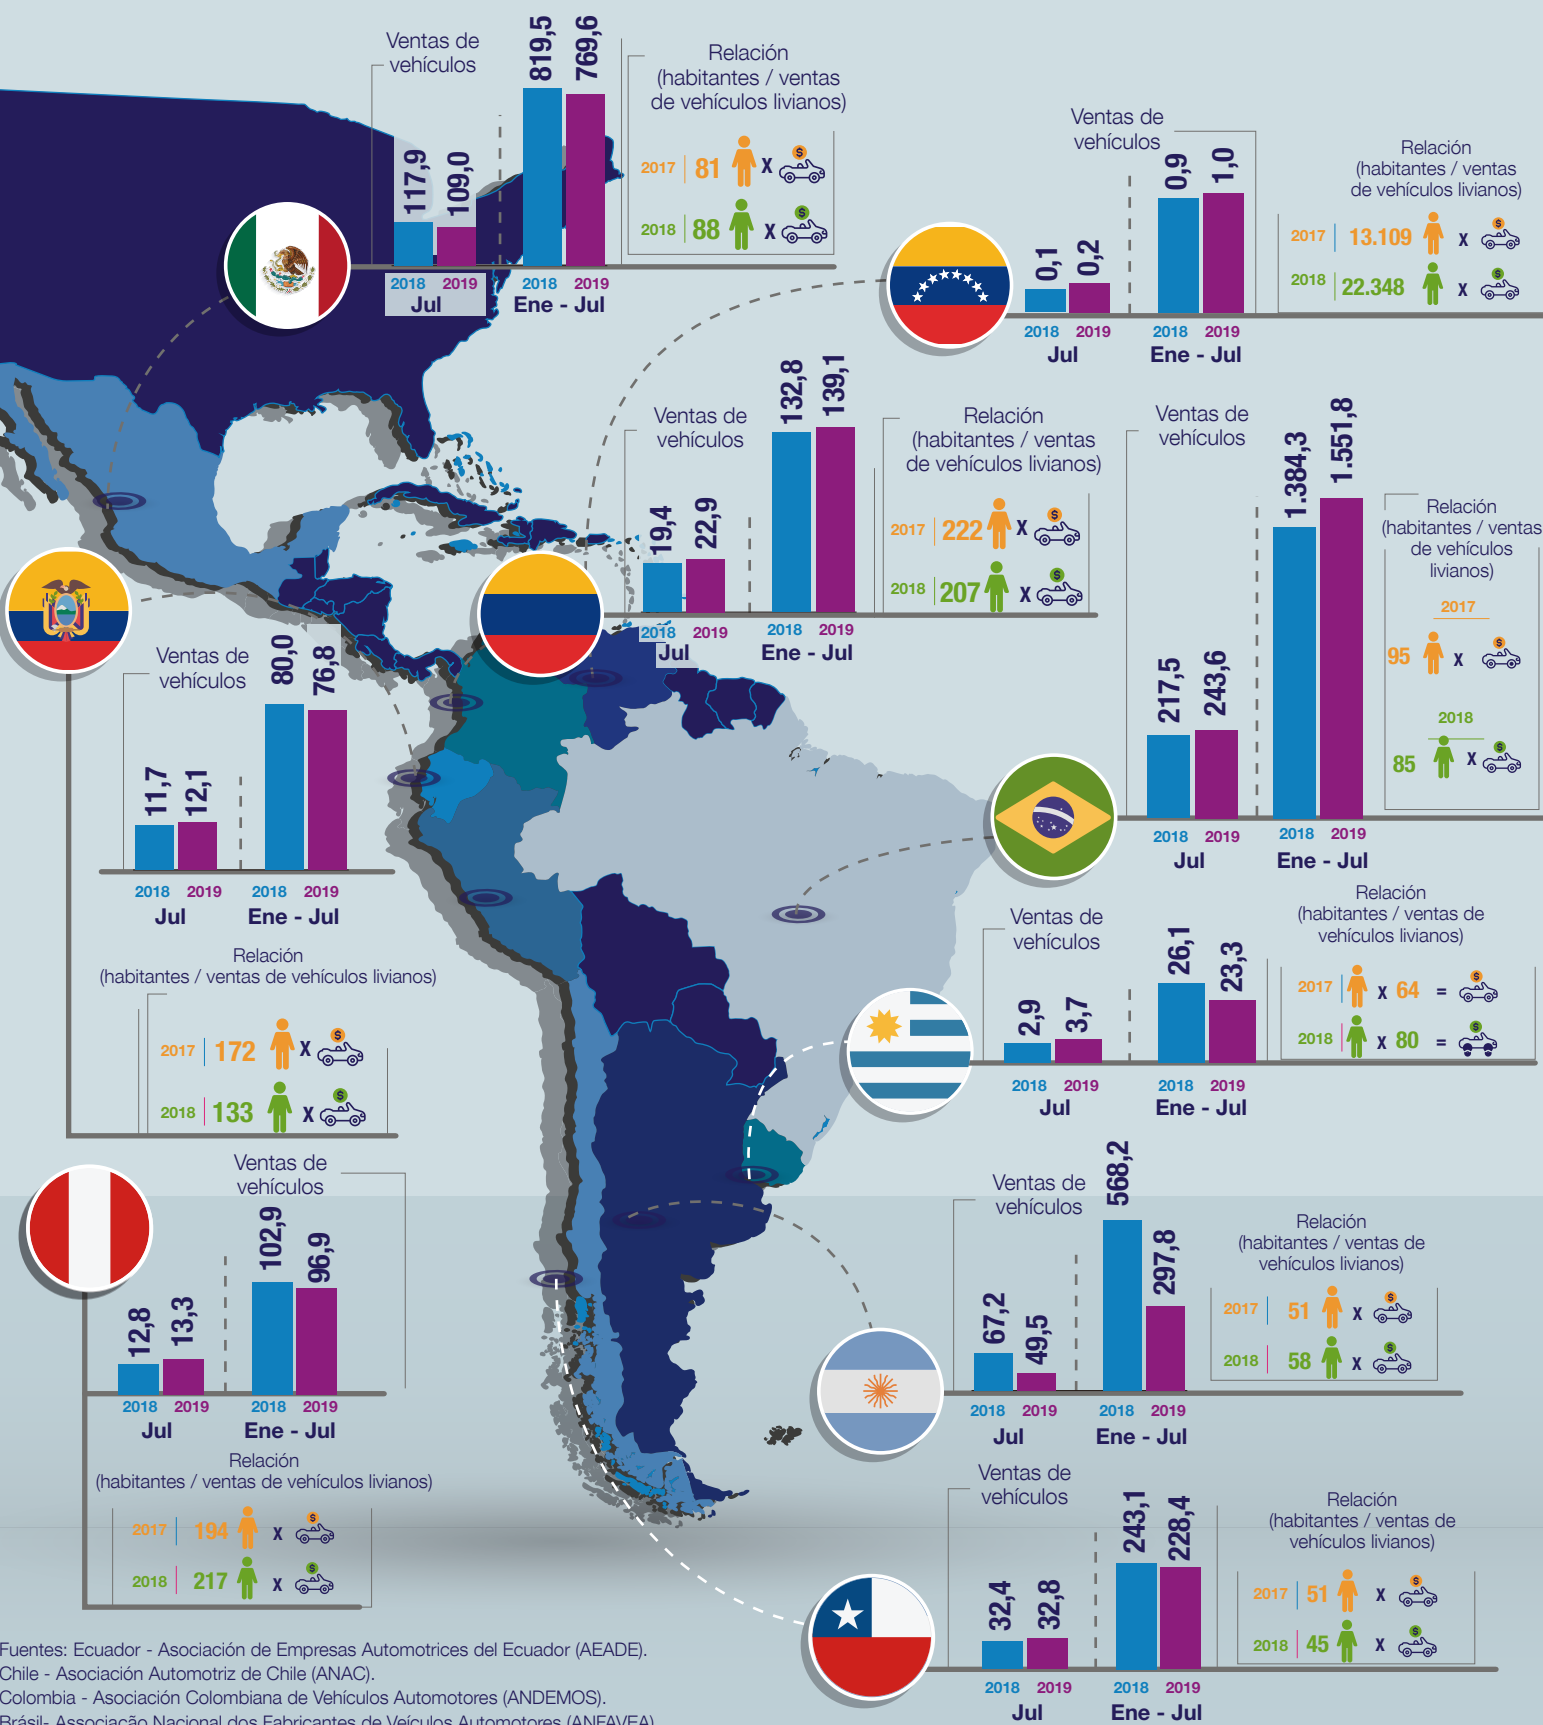 Ventas de
vehículos
117,9
109,0
819,5
769,6
2018 2019
Jul
2018 2019
Ene - Jul
Relación
(habitantes / ventas
de vehículos livianos)
2017 81 X $
2018 88 X $
Ventas de
vehículos
0,1
0,2
0,9
1,0
2018 2019
Jul
2018 2019
Ene - Jul
Relación
(habitantes / ventas
de vehículos livianos)
2017 13.109 X $
2018 22.348 X $
Ventas de
vehículos
19,4
22,9
132,8
139,1
2018 2019
Jul
2018 2019
Ene - Jul
Relación
(habitantes / ventas
de vehículos livianos)
2017 222 X $
2018 207 X $
Ventas de
vehículos
217,5
243,6
1.384,3
1.551,8
2018 2019
Jul
2018 2019
Ene - Jul
Relación
(habitantes / ventas
de vehículos
livianos)
2017
95 X $
2018
85 X $
Ventas de
vehículos
11,7
12,1
80,0
76,8
2018 2019
Jul
2018 2019
Ene - Jul
Relación
(habitantes / ventas de vehículos livianos)
2017 172 X $
2018 133 X $
Ventas de
vehículos
2,9
3,7
26,1
23,3
2018 2019
Jul
2018 2019
Ene - Jul
Relación
(habitantes / ventas de
vehículos livianos)
2017 X 64 = $
2018 X 80 = $
Ventas de
vehículos
12,8
13,3
102,9
96,9
2018 2019
Jul
2018 2019
Ene - Jul
Relación
(habitantes / ventas de vehículos livianos)
2017 194 X $
2018 217 X $
Ventas de
vehículos
67,2
49,5
568,2
297,8
2018 2019
Jul
2018 2019
Ene - Jul
Relación
(habitantes / ventas de
vehículos livianos)
2017 51 X $
2018 58 X $
Ventas de
vehículos
32,4
32,8
243,1
228,4
2018 2019
Jul
2018 2019
Ene - Jul
Relación
(habitantes / ventas de
vehículos livianos)
2017 51 X $
2018 45 X $
Fuentes: Ecuador - Asociación de Empresas Automotrices del Ecuador (AEADE).
Chile - Asociación Automotriz de Chile (ANAC).
Colombia - Asociación Colombiana de Vehículos Automotores (ANDEMOS).
Brásil- Associação Nacional dos Fabricantes de Veículos Automotores (ANFAVEA)